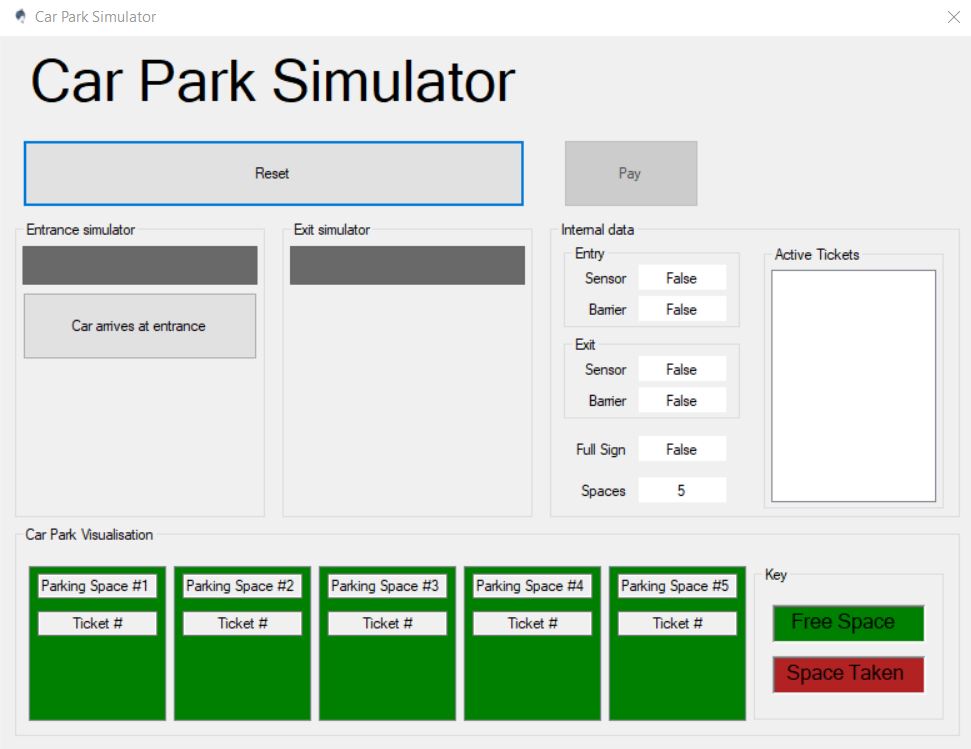 Car Park Simulator
Car Park Simulator
Reset
Pay
Entrance simulator
Car arrives at entrance
Exit simulator
Internal data
Entry
Sensor False
Barrier False
Exit
Sensor False
Barrier False
Full Sign False
Spaces 5
Active Tickets
Car Park Visualisation
Parking Space #1
Ticket #
Parking Space #2
Ticket #
Parking Space #3
Ticket #
Parking Space #4
Ticket #
Parking Space #5
Ticket #
Key
Free Space
Space Taken